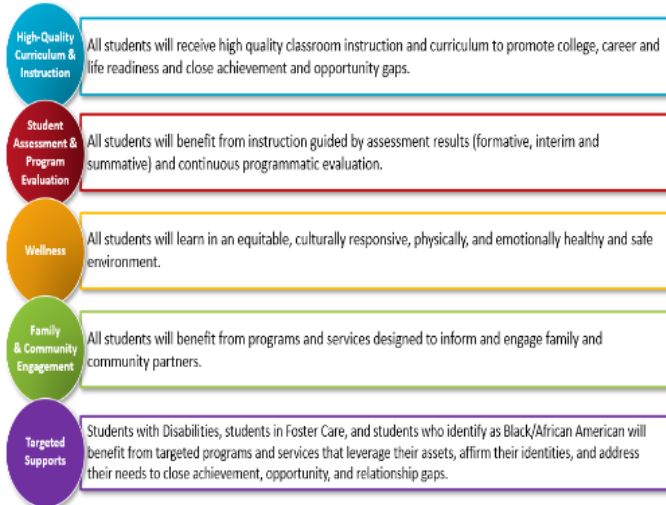 High-Quality
Curriculum &
Instruction
All students will receive high quality classroom instruction and curriculum to promote college, career and
life readiness and close achievement and opportunity gaps.
Student
Assessment &
Program
Evaluation
All students will benefit from instruction guided by assessment results (formative, interim and
summative) and continuous programmatic evaluation.
Wellness
All students will learn in an equitable, culturally responsive, physically, and emotionally healthy and safe
environment.
Family
& Community
Engagement
All students will benefit from programs and services designed to inform and engage family and
community partners.
Targeted
Supports
Students with Disabilities, students in Foster Care, and students who identify as Black/African American will
benefit from targeted programs and services that leverage their assets, affirm their identities, and address
their needs to close achievement, opportunity, and relationship gaps.